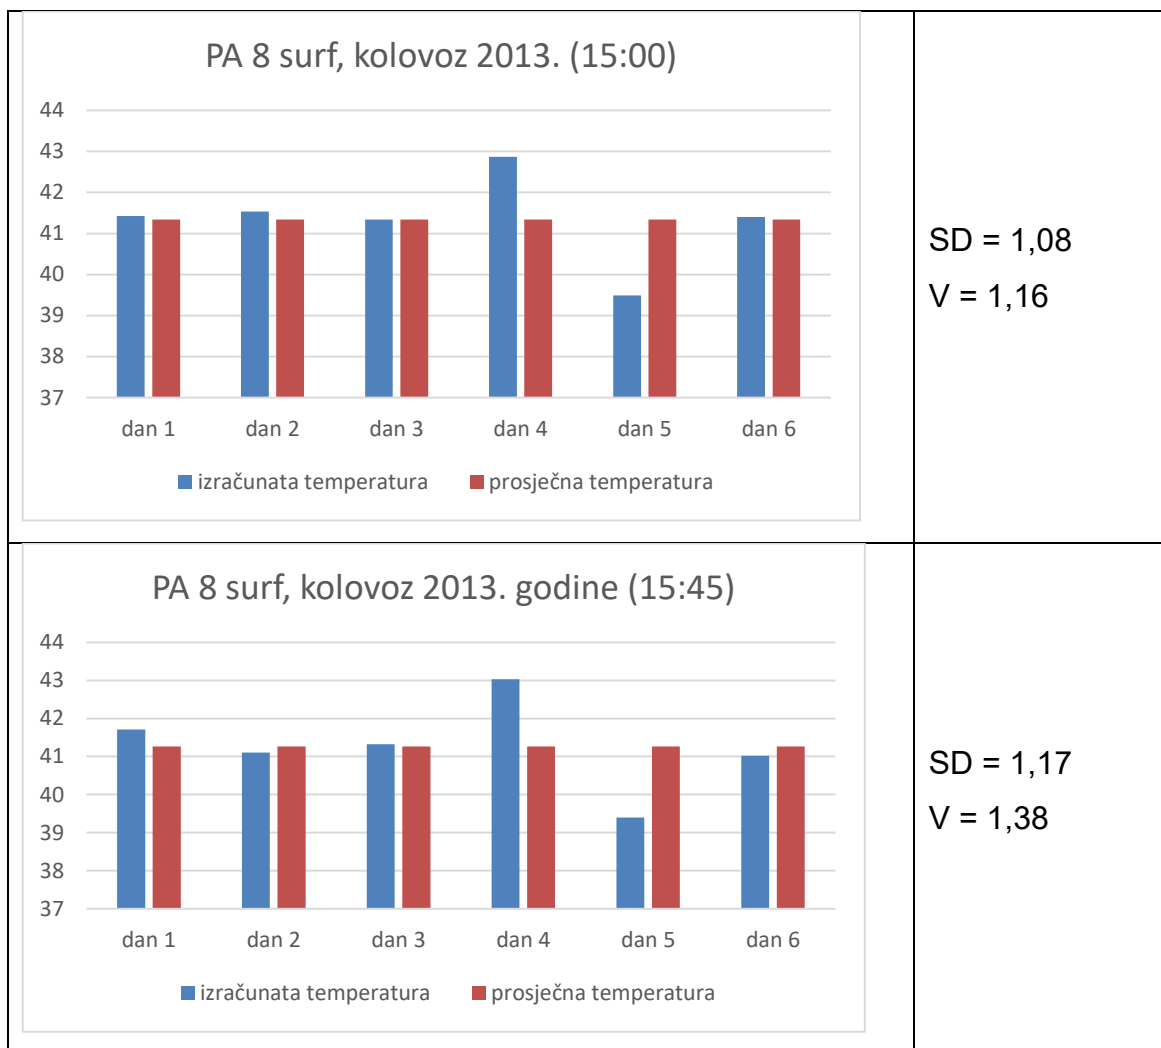 PA 8 surf, kolovoz 2013. (15:00)
44
43
42
41
40
39
38
37
dan 1 dan 2 dan 3 dan 4 dan 5 dan 6
izračunata temperatura prosječna temperatura
SD = 1,08
V = 1,16
PA 8 surf, kolovoz 2013. godine (15:45)
44
43
42
41
40
39
38
37
dan 1 dan 2 dan 3 dan 4 dan 5 dan 6
izračunata temperatura prosječna temperatura
SD = 1,17
V = 1,38